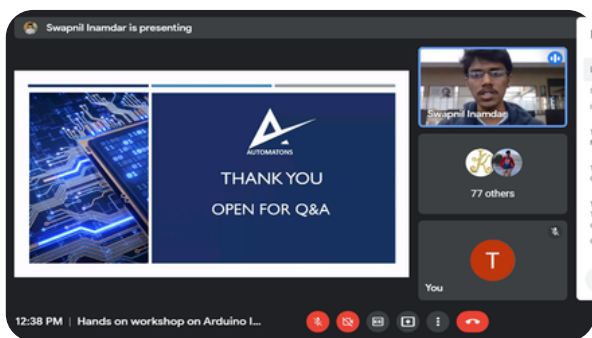 Swapnil Inamdar is presenting
AUTOMATONS
THANK YOU
OPEN FOR Q&A
Swapnil Inamdar
77 others
T
You
12:38 PM | Hands on workshop on Arduino I...